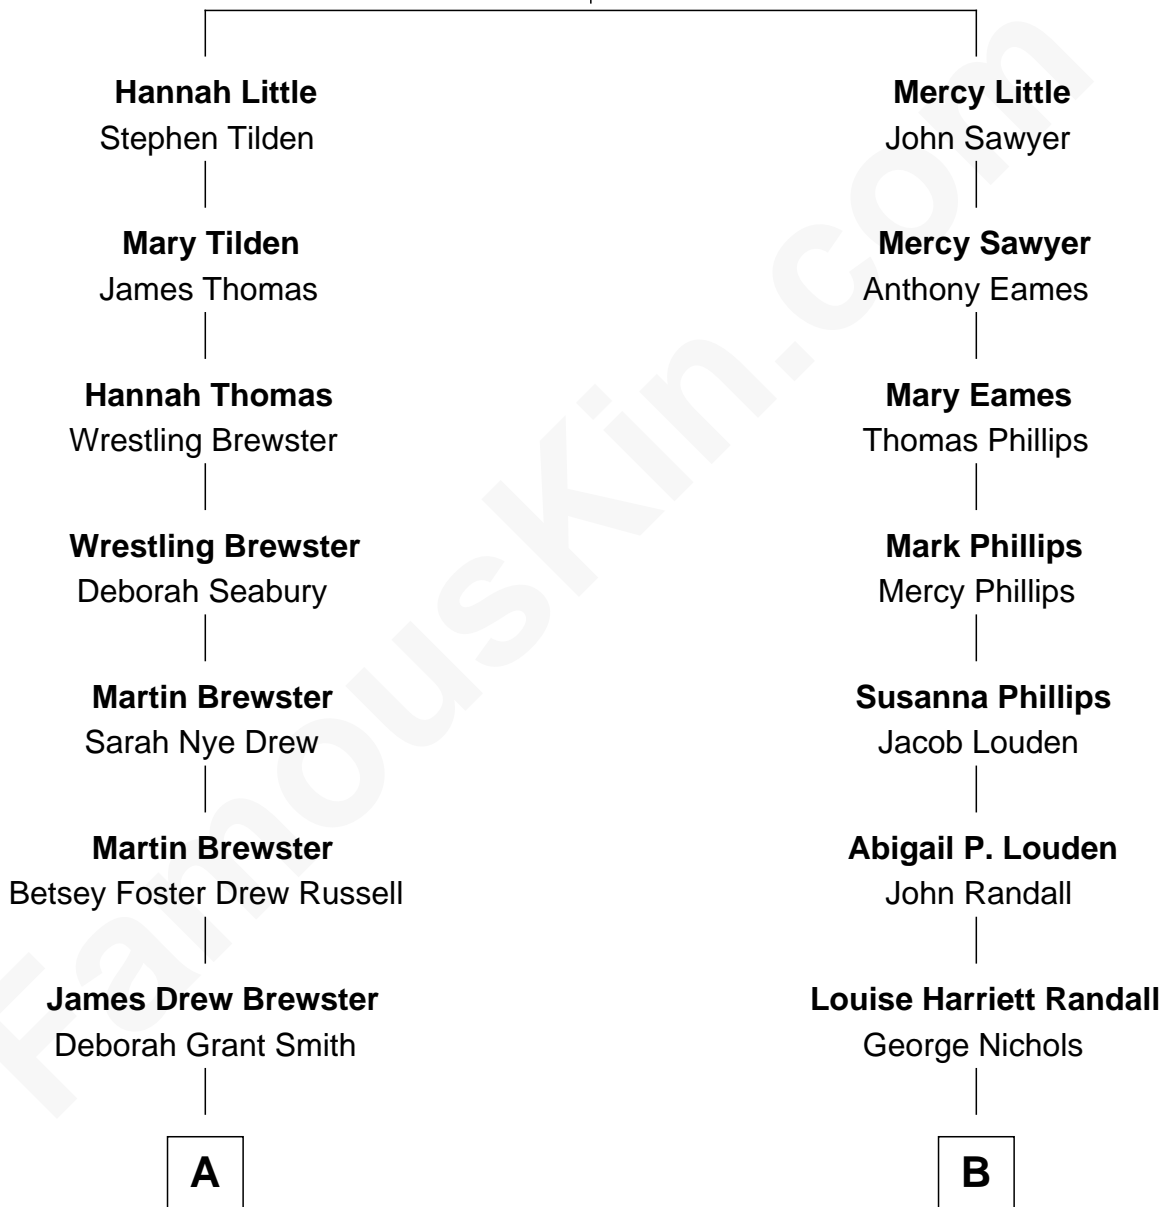 Hannah Little
Stephen Tilden
Mary Tilden
James Thomas
Hannah Thomas
Wrestling Brewster
Wrestling Brewster
Deborah Seabury
Martin Brewster
Sarah Nye Drew
Martin Brewster
Betsey Foster Drew Russell
James Drew Brewster
Deborah Grant Smith
A
Mercy Little
John Sawyer
Mercy Sawyer
Anthony Eames
Mary Eames
Thomas Phillips
Mark Phillips
Mercy Phillips
Susanna Phillips
Jacob Louden
Abigail P. Louden
John Randall
Louise Harriett Randall
George Nichols
B
FamousKin.com